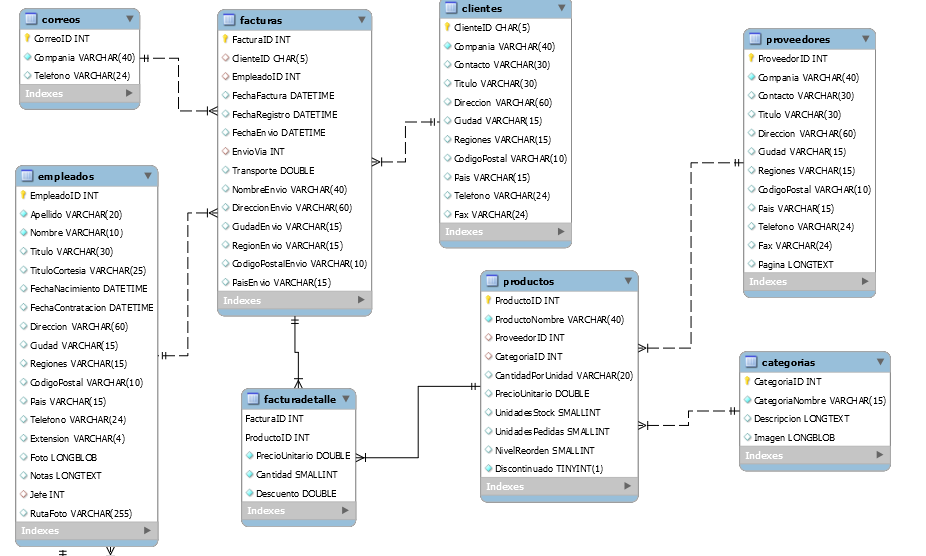 correos
CorreoID INT
Compania VARCHAR(40)
Telefono VARCHAR(24)
Indexes
facturas
FacturaID INT
ClienteID CHAR(5)
EmpleadoID INT
FechaFactura DATETIME
FechaRegistro DATETIME
FechaEnvio DATETIME
EnvioVia INT
Transporte DOUBLE
NombreEnvio VARCHAR(40)
DireccionEnvio VARCHAR(60)
CiudadEnvio VARCHAR(15)
RegionEnvio VARCHAR(15)
CodigoPostalEnvio VARCHAR(10)
PaisEnvio VARCHAR(15)
Indexes
clientes
ClienteID CHAR(5)
Compania VARCHAR(40)
Contacto VARCHAR(30)
Titulo VARCHAR(30)
Direccion VARCHAR(60)
Ciudad VARCHAR(15)
Regiones VARCHAR(15)
CodigoPostal VARCHAR(10)
Pais VARCHAR(15)
Telefono VARCHAR(24)
Fax VARCHAR(24)
Indexes
proveedores
ProveedorID INT
Compania VARCHAR(40)
Contacto VARCHAR(30)
Titulo VARCHAR(30)
Direccion VARCHAR(60)
Ciudad VARCHAR(15)
Regiones VARCHAR(15)
CodigoPostal VARCHAR(10)
Pais VARCHAR(15)
Telefono VARCHAR(24)
Fax VARCHAR(24)
Pagina LONGTEXT
Indexes
empleados
EmpleadoID INT
Apellido VARCHAR(20)
Nombre VARCHAR(10)
Titulo VARCHAR(30)
TituloCortesia VARCHAR(25)
FechaNacimiento DATETIME
FechaContratacion DATETIME
Direccion VARCHAR(60)
Ciudad VARCHAR(15)
Regiones VARCHAR(15)
CodigoPostal VARCHAR(10)
Pais VARCHAR(15)
Telefono VARCHAR(24)
Extension VARCHAR(4)
Foto LONGBLOB
Notas LONGTEXT
Jefe INT
RutaFoto VARCHAR(255)
Indexes
facturadetalle
FacturaID INT
ProductoID INT
PrecioUnitario DOUBLE
Cantidad SMALLINT
Descuento DOUBLE
Indexes
productos
ProductoID INT
ProductoNombre VARCHAR(40)
ProveedorID INT
CategoriaID INT
CantidadPorUnidad VARCHAR(20)
PrecioUnitario DOUBLE
UnidadesStock SMALLINT
UnidadesPedidas SMALLINT
NivelReorden SMALLINT
Discontinuado TINYINT(1)
Indexes
categorias
CategoriaID INT
CategoriaNombre VARCHAR(15)
Descripcion LONGTEXT
Imagen LONGBLOB
Indexes